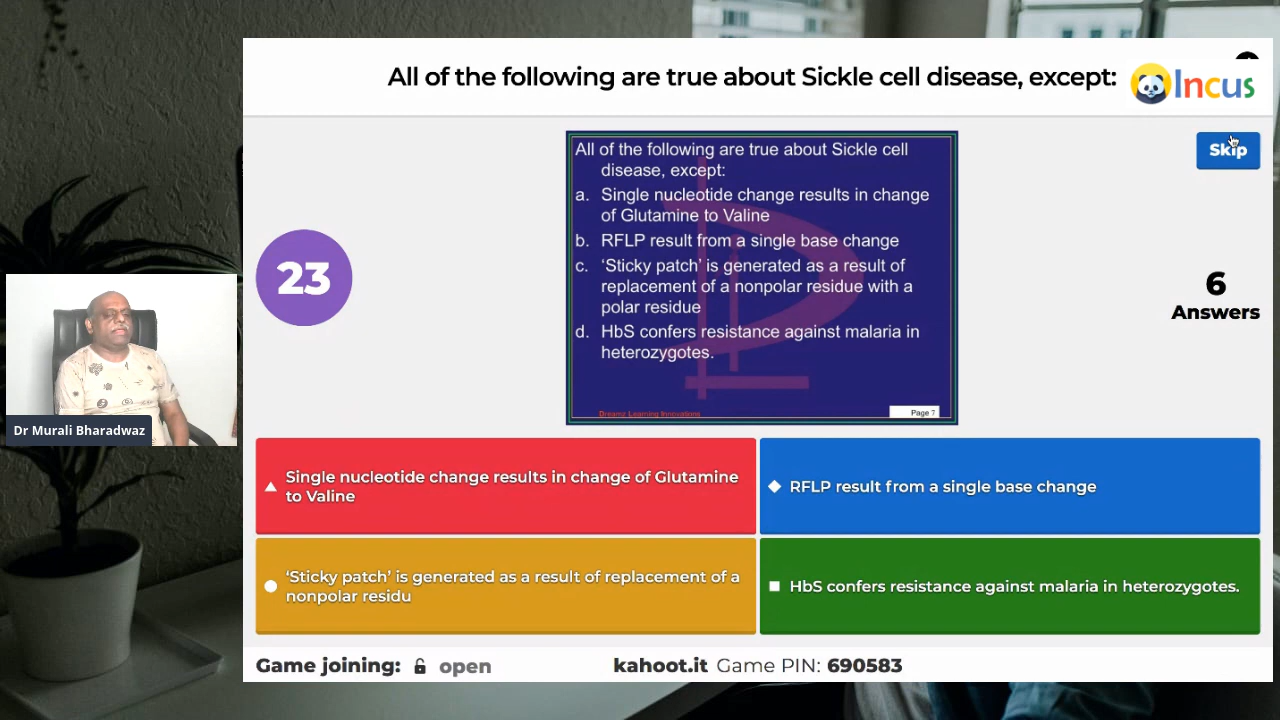 All of the following are true about Sickle cell disease, except:
Incus
Skip
All of the following are true about Sickle cell
disease, except:
a. Single nucleotide change results in change
of Glutamine to Valine
b. RFLP result from a single base change
c. ‘Sticky patch’ is generated as a result of
replacement of a nonpolar residue with a
polar residue
d. HbS confers resistance against malaria in
heterozygotes.
Dreamz Learning Innovations
Page 7
23
6
Answers
Dr Murali Bharadwaz
Single nucleotide change results in change of Glutamine
to Valine
RFLP result from a single base change
‘Sticky patch’ is generated as a result of replacement of a
nonpolar residu
HbS confers resistance against malaria in heterozygotes.
Game joining: open
kahoot.it Game PIN: 690583